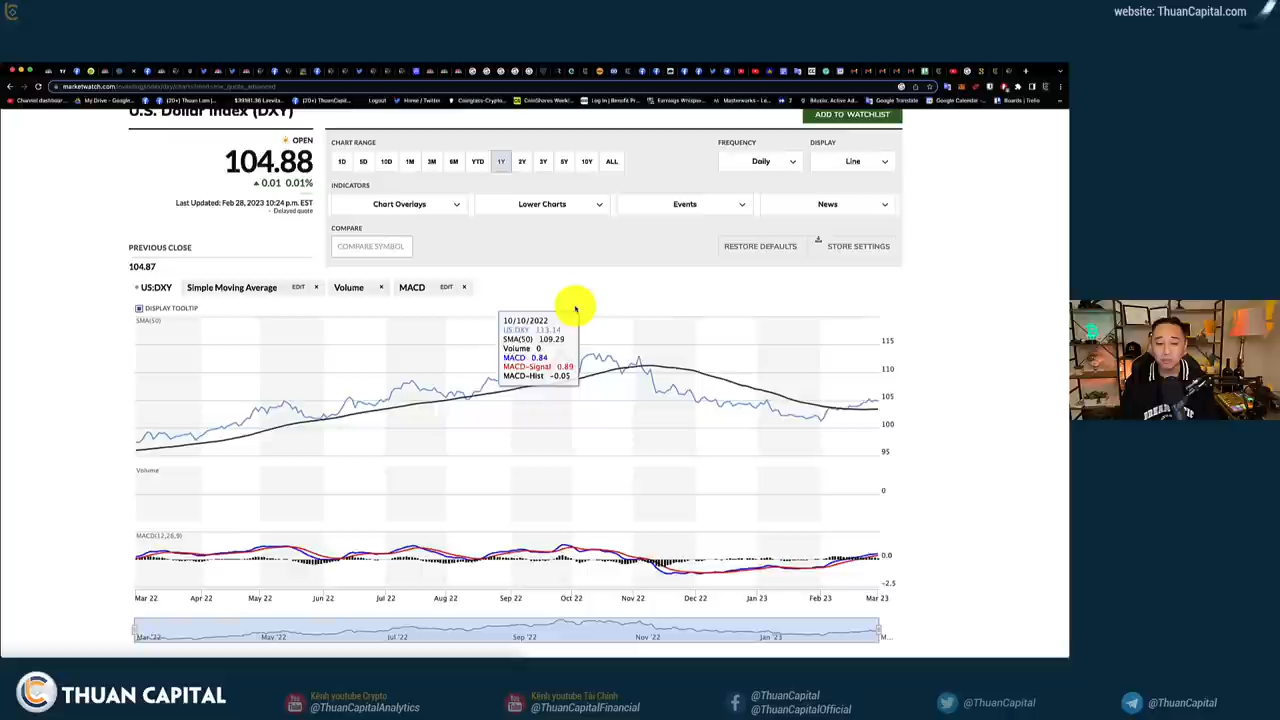 website: ThuanCapital.com
marketwatch.com
U.S. Dollar Index (DXY)
ADD TO WATCHLIST
OPEN
104.88
0.01 0.01%
Last Updated: Feb 28, 2023 10:24 p.m. EST
- Delayed quote
PREVIOUS CLOSE
104.87
CHART RANGE
1D 5D 10D 1M 3M 6M YTD 1Y 2Y 3Y 5Y 10Y ALL
FREQUENCY
Daily
DISPLAY
Line
INDICATORS
Chart Overlays
Lower Charts
Events
News
COMPARE
COMPARE SYMBOL
RESTORE DEFAULTS
STORE SETTINGS
US:DXY
Simple Moving Average EDIT ×
Volume ×
MACD EDIT ×
DISPLAY TOOLTIP
SMA(50)
10/10/2022
US:DXY 113.14
SMA(50) 109.29
Volume 0
MACD 0.84
MACD-Signal 0.89
MACD-Hist -0.05
115
110
105
100
95
Volume
0
MACD(12,26,9)
0.0
-2.5
Mar 22 Apr 22 May 22 Jun 22 Jul 22 Aug 22 Sep 22 Oct 22 Nov 22 Dec 22 Jan 23 Feb 23 Mar 23
Mar '22 May '22 Jul '22 Sep '22 Nov '22 Jan '23 M...
THUAN CAPITAL
Kênh youtube Crypto
@ThuanCapitalAnalytics
Kênh youtube Tài Chính
@ThuanCapitalFinancial
@ThuanCapital
@ThuanCapitalOfficial
@ThuanCapital
@ThuanCapital